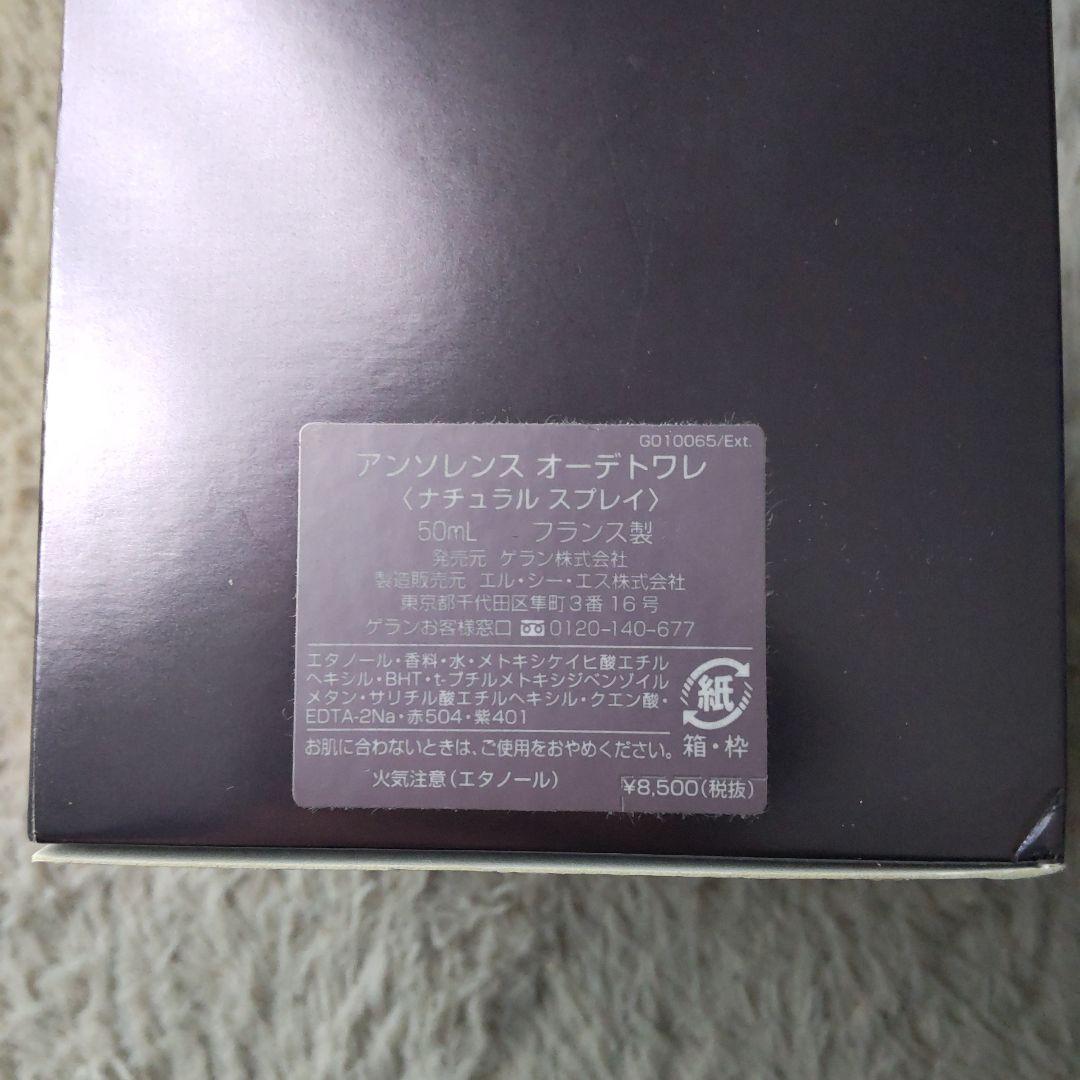 G010065/Ext.
アンソレンス オーデトワレ
〈ナチュラル スプレイ〉
50mL フランス製
発売元 ゲラン株式会社
製造販売元 エル・シー・エス株式会社
東京都千代田区隼町3番16号
ゲランお客様窓口 0120-140-677
エタノール・香料・水・メトキシケイヒ酸エチル
ヘキシル・BHT・t-ブチルメトキシジベンゾイル
メタン・サリチル酸エチルヘキシル・クエン酸・
EDTA-2Na・赤504・紫401
紙
箱・枠
お肌に合わないときは、ご使用をおやめください。
火気注意(エタノール)
¥8,500(税抜)